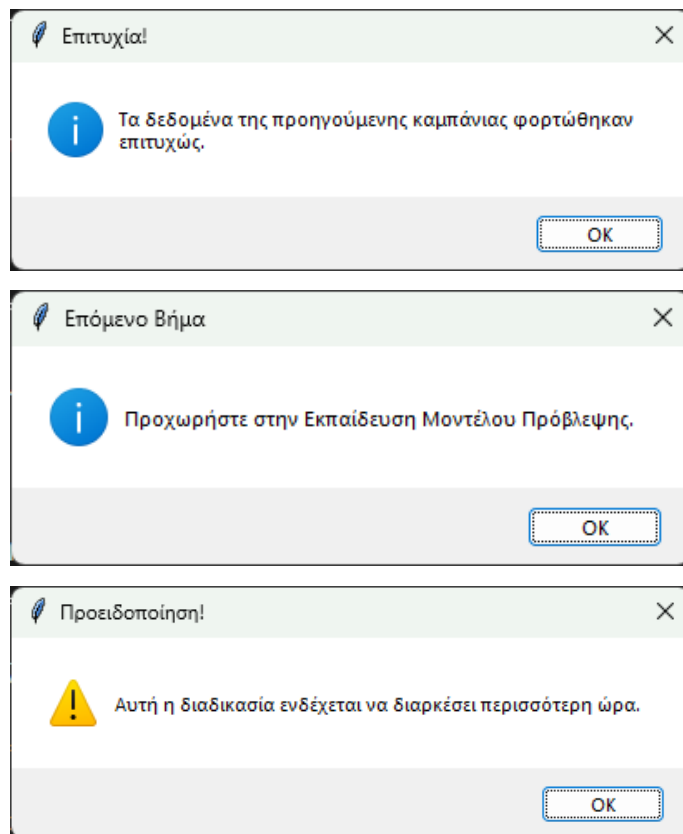 Επιτυχία!
Τα δεδομένα της προηγούμενης καμπάνιας φορτώθηκαν
επιτυχώς.
OK
Επόμενο Βήμα
Προχωρήστε στην Εκπαίδευση Μοντέλου Πρόβλεψης.
OK
Προειδοποίηση!
Αυτή η διαδικασία ενδέχεται να διαρκέσει περισσότερη ώρα.
OK